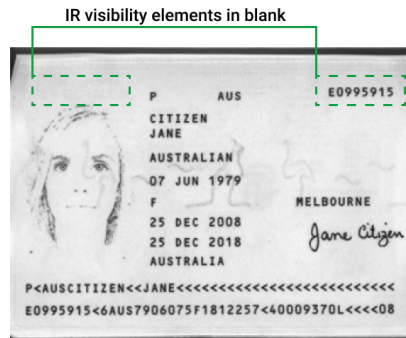 IR visibility elements in blank
P AUS E0995915
CITIZEN
JANE
AUSTRALIAN
07 JUN 1979
F MELBOURNE
25 DEC 2008
Jane Citizen
25 DEC 2018
AUSTRALIA
P<AUSCITIZEN<<JANE<<<<<<<<<<<<<<<<<<<<<<<<<<
E0995915<6AUS7906075F1812257<40009370L<<<<08